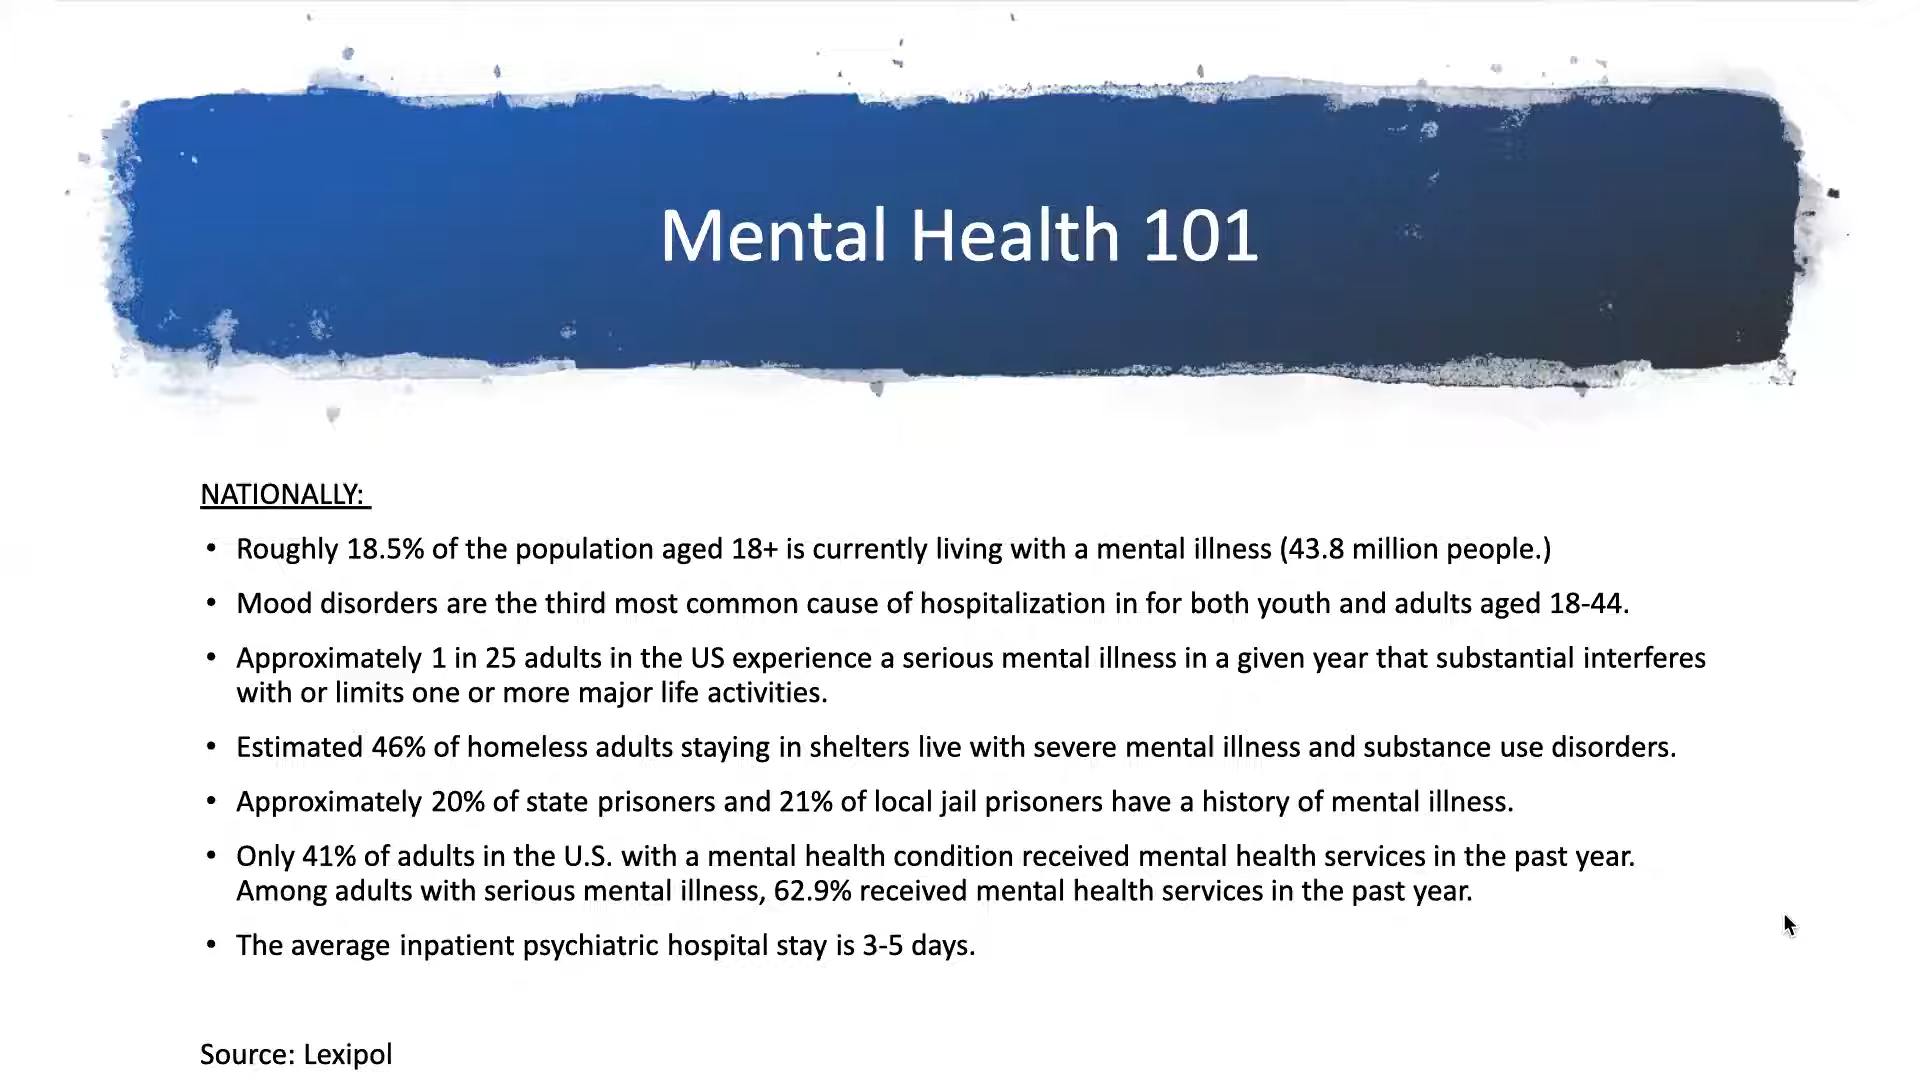 Mental Health 101
NATIONALLY:
• Roughly 18.5% of the population aged 18+ is currently living with a mental illness (43.8 million people.)
• Mood disorders are the third most common cause of hospitalization in for both youth and adults aged 18-44.
• Approximately 1 in 25 adults in the US experience a serious mental illness in a given year that substantial interferes
with or limits one or more major life activities.
• Estimated 46% of homeless adults staying in shelters live with severe mental illness and substance use disorders.
• Approximately 20% of state prisoners and 21% of local jail prisoners have a history of mental illness.
• Only 41% of adults in the U.S. with a mental health condition received mental health services in the past year.
Among adults with serious mental illness, 62.9% received mental health services in the past year.
• The average inpatient psychiatric hospital stay is 3-5 days.
Source: Lexipol